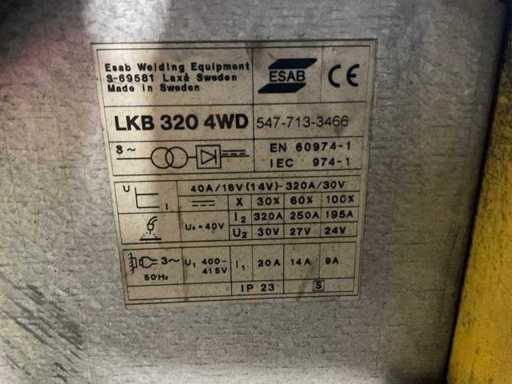 Esab Welding Equipment
S-69581 Laxå Sweden
Made in Sweden
ESAB
CE
LKB 320 4WD 547-713-3466
3~
EN 60974-1
IEC 974-1
U
I
40A/16V(14V)-320A/30V
X 30% 60% 100%
U₀=40V
I₂ 320A 250A 195A
U₂ 30V 27V 24V
3~
50Hz
U₁ 400-
415V
I₁ 20A 14A 9A
IP 23
S